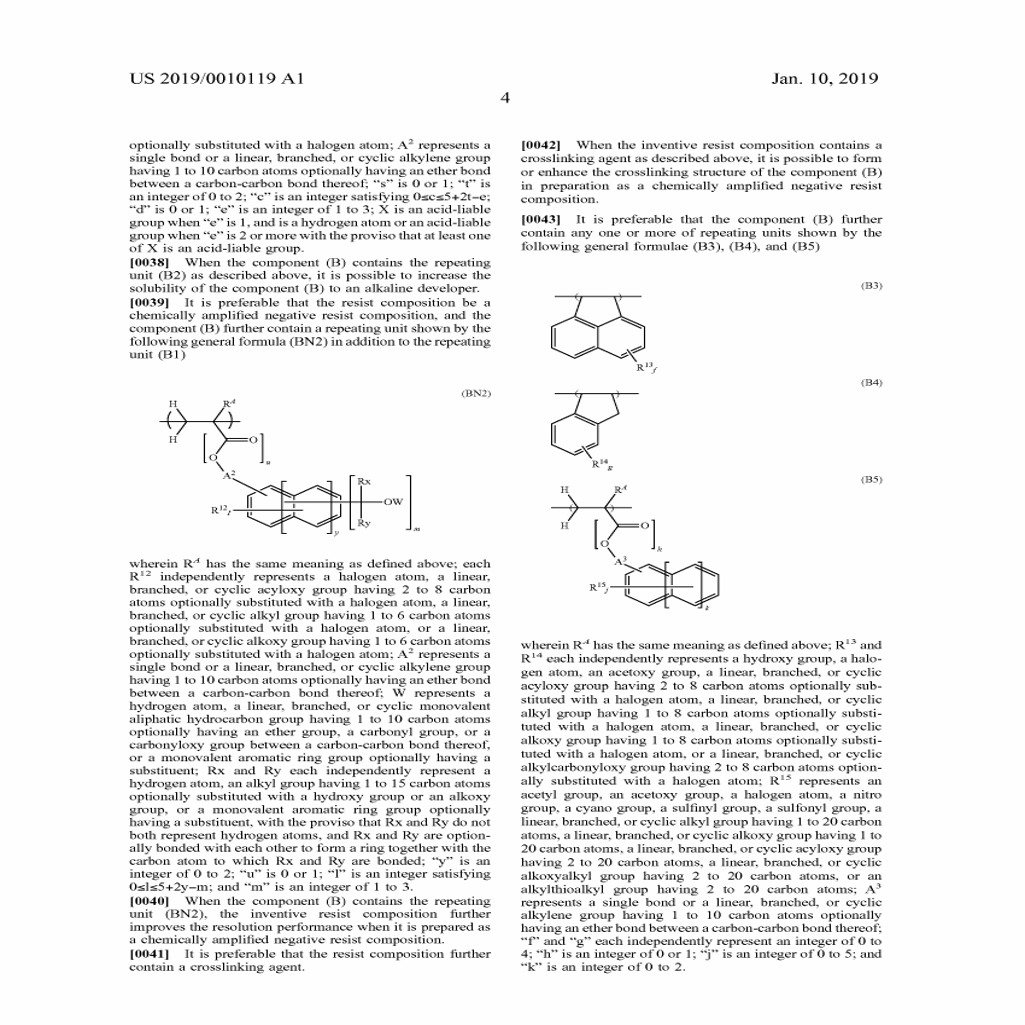 US 2019/0010119 A1
Jan. 10, 2019
4
optionally substituted with a halogen atom; A² represents a
single bond or a linear, branched, or cyclic alkylene group
having 1 to 10 carbon atoms optionally having an ether bond
between a carbon-carbon bond thereof; “s” is 0 or 1; “t” is
an integer of 0 to 2; “c” is an integer satisfying 0≤c≤5+2t−e;
“d” is 0 or 1; “e” is an integer of 1 to 3; X is an acid-liable
group when “e” is 1, and is a hydrogen atom or an acid-liable
group when “e” is 2 or more with the proviso that at least one
of X is an acid-liable group.
[0038] When the component (B) contains the repeating
unit (B2) as described above, it is possible to increase the
solubility of the component (B) to an alkaline developer.
[0039] It is preferable that the resist composition be a
chemically amplified negative resist composition, and the
component (B) further contain a repeating unit shown by the
following general formula (BN2) in addition to the repeating
unit (B1)
(BN2)
H
Rᴬ
H
O
O
u
A²
Rx
OW
R¹²l
Ry
y
m
wherein Rᴬ has the same meaning as defined above; each
R¹² independently represents a halogen atom, a linear,
branched, or cyclic acyloxy group having 2 to 8 carbon
atoms optionally substituted with a halogen atom, a linear,
branched, or cyclic alkyl group having 1 to 6 carbon atoms
optionally substituted with a halogen atom, or a linear,
branched, or cyclic alkoxy group having 1 to 6 carbon atoms
optionally substituted with a halogen atom; A² represents a
single bond or a linear, branched, or cyclic alkylene group
having 1 to 10 carbon atoms optionally having an ether bond
between a carbon-carbon bond thereof; W represents a
hydrogen atom, a linear, branched, or cyclic monovalent
aliphatic hydrocarbon group having 1 to 10 carbon atoms
optionally having an ether group, a carbonyl group, or a
carbonyloxy group between a carbon-carbon bond thereof,
or a monovalent aromatic ring group optionally having a
substituent; Rx and Ry each independently represent a
hydrogen atom, an alkyl group having 1 to 15 carbon atoms
optionally substituted with a hydroxy group or an alkoxy
group, or a monovalent aromatic ring group optionally
having a substituent, with the proviso that Rx and Ry do not
both represent hydrogen atoms, and Rx and Ry are option-
ally bonded with each other to form a ring together with the
carbon atom to which Rx and Ry are bonded; “y” is an
integer of 0 to 2; “u” is 0 or 1; “l” is an integer satisfying
0≤l≤5+2y−m; and “m” is an integer of 1 to 3.
[0040] When the component (B) contains the repeating
unit (BN2), the inventive resist composition further
improves the resolution performance when it is prepared as
a chemically amplified negative resist composition.
[0041] It is preferable that the resist composition further
contain a crosslinking agent.
[0042] When the inventive resist composition contains a
crosslinking agent as described above, it is possible to form
or enhance the crosslinking structure of the component (B)
in preparation as a chemically amplified negative resist
composition.
[0043] It is preferable that the component (B) further
contain any one or more of repeating units shown by the
following general formulae (B3), (B4), and (B5)
(B3)
R¹³f
(B4)
R¹⁴g
(B5)
H
Rᴬ
H
O
O
h
A³
R¹⁵j
k
wherein Rᴬ has the same meaning as defined above; R¹³ and
R¹⁴ each independently represents a hydroxy group, a halo-
gen atom, an acetoxy group, a linear, branched, or cyclic
acyloxy group having 2 to 8 carbon atoms optionally sub-
stituted with a halogen atom, a linear, branched, or cyclic
alkyl group having 1 to 8 carbon atoms optionally substi-
tuted with a halogen atom, a linear, branched, or cyclic
alkoxy group having 1 to 8 carbon atoms optionally substi-
tuted with a halogen atom, or a linear, branched, or cyclic
alkylcarbonyloxy group having 2 to 8 carbon atoms option-
ally substituted with a halogen atom; R¹⁵ represents an
acetyl group, an acetoxy group, a halogen atom, a nitro
group, a cyano group, a sulfinyl group, a sulfonyl group, a
linear, branched, or cyclic alkyl group having 1 to 20 carbon
atoms, a linear, branched, or cyclic alkoxy group having 1 to
20 carbon atoms, a linear, branched, or cyclic acyloxy group
having 2 to 20 carbon atoms, a linear, branched, or cyclic
alkoxyalkyl group having 2 to 20 carbon atoms, or an
alkylthioalkyl group having 2 to 20 carbon atoms; A³
represents a single bond or a linear, branched, or cyclic
alkylene group having 1 to 10 carbon atoms optionally
having an ether bond between a carbon-carbon bond thereof;
“f” and “g” each independently represent an integer of 0 to
4; “h” is an integer of 0 or 1; “j” is an integer of 0 to 5; and
“k” is an integer of 0 to 2.